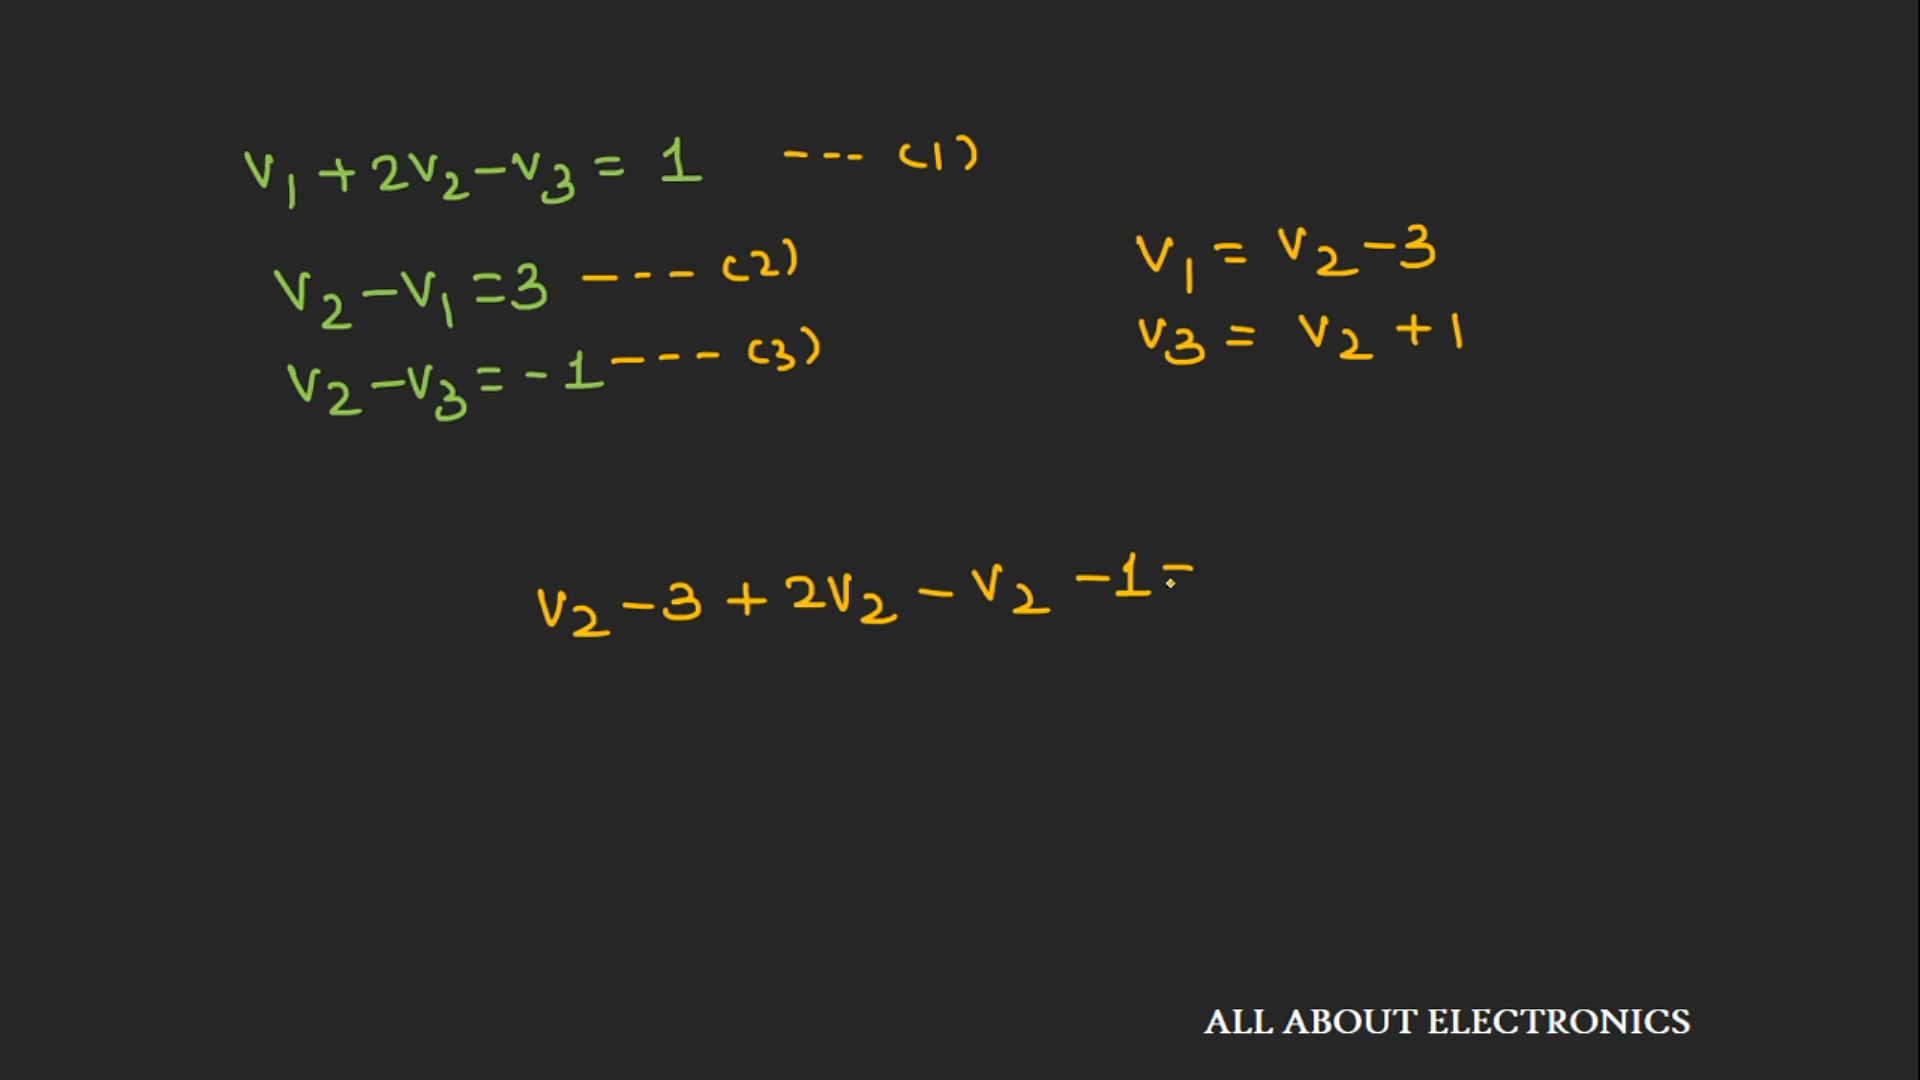 V₁ + 2V₂ - V₃ = 1 --- (1)
V₂ - V₁ = 3 --- (2)
V₂ - V₃ = -1 --- (3)
V₁ = V₂ - 3
V₃ = V₂ + 1
V₂ - 3 + 2V₂ - V₂ - 1 =
ALL ABOUT ELECTRONICS